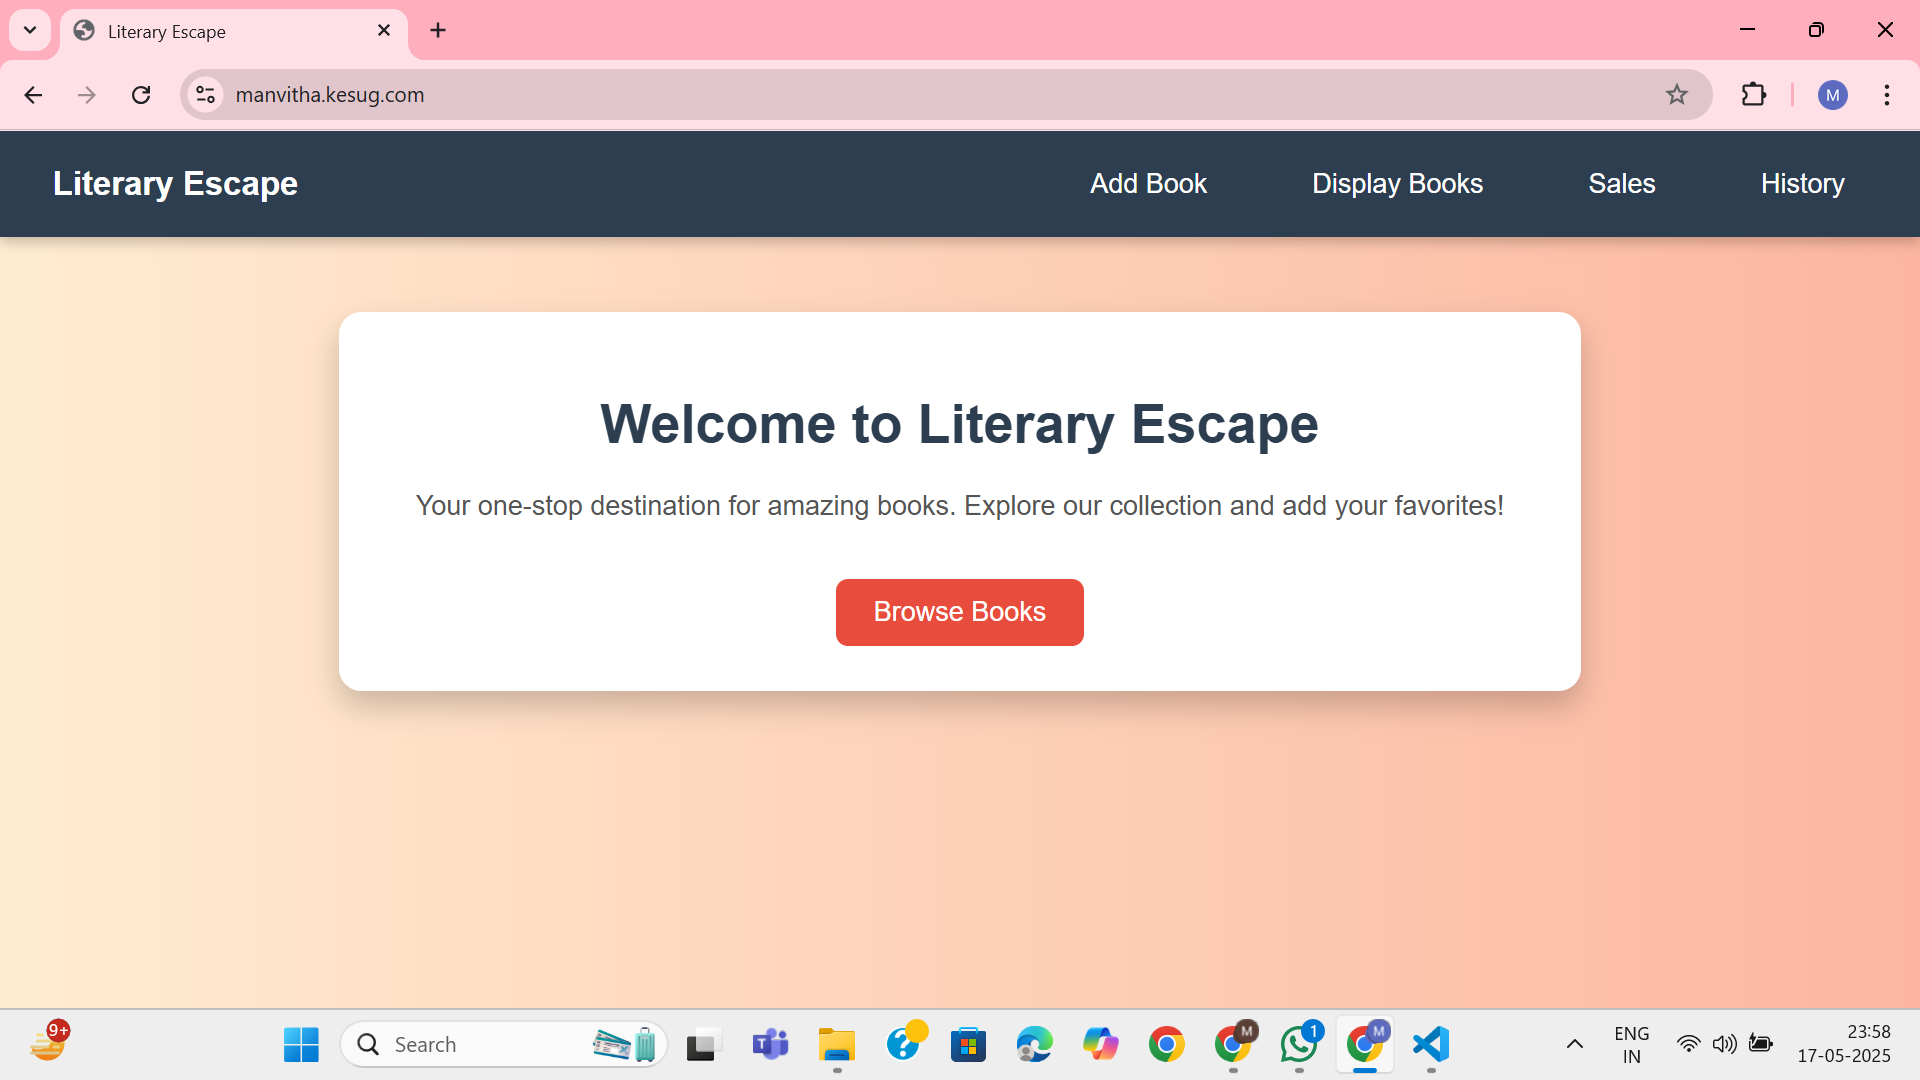 Literary Escape
manvitha.kesug.com
M
Literary Escape
Add Book
Display Books
Sales
History
Welcome to Literary Escape
Your one-stop destination for amazing books. Explore our collection and add your favorites!
Browse Books
9+
Search
T
?
M
1
M
ENG
IN
23:58
17-05-2025